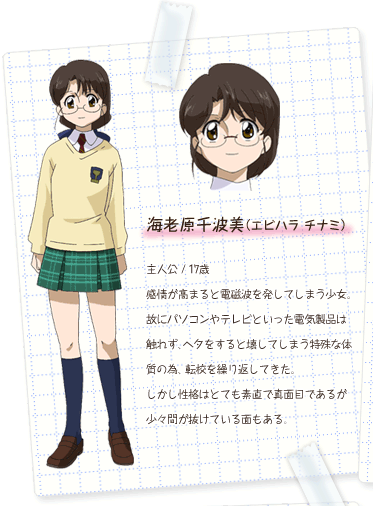 海老原千波美(エビハラ チナミ)
主人公 / 17歳
感情が高まると電磁波を発してしまう少女。
故にパソコンやテレビといった電気製品は
触れず、ヘタをすると壊してしまう特殊な体
質の為、転校を繰り返してきた。
しかし性格はとても素直で真面目であるが
少々間が抜けている面もある。